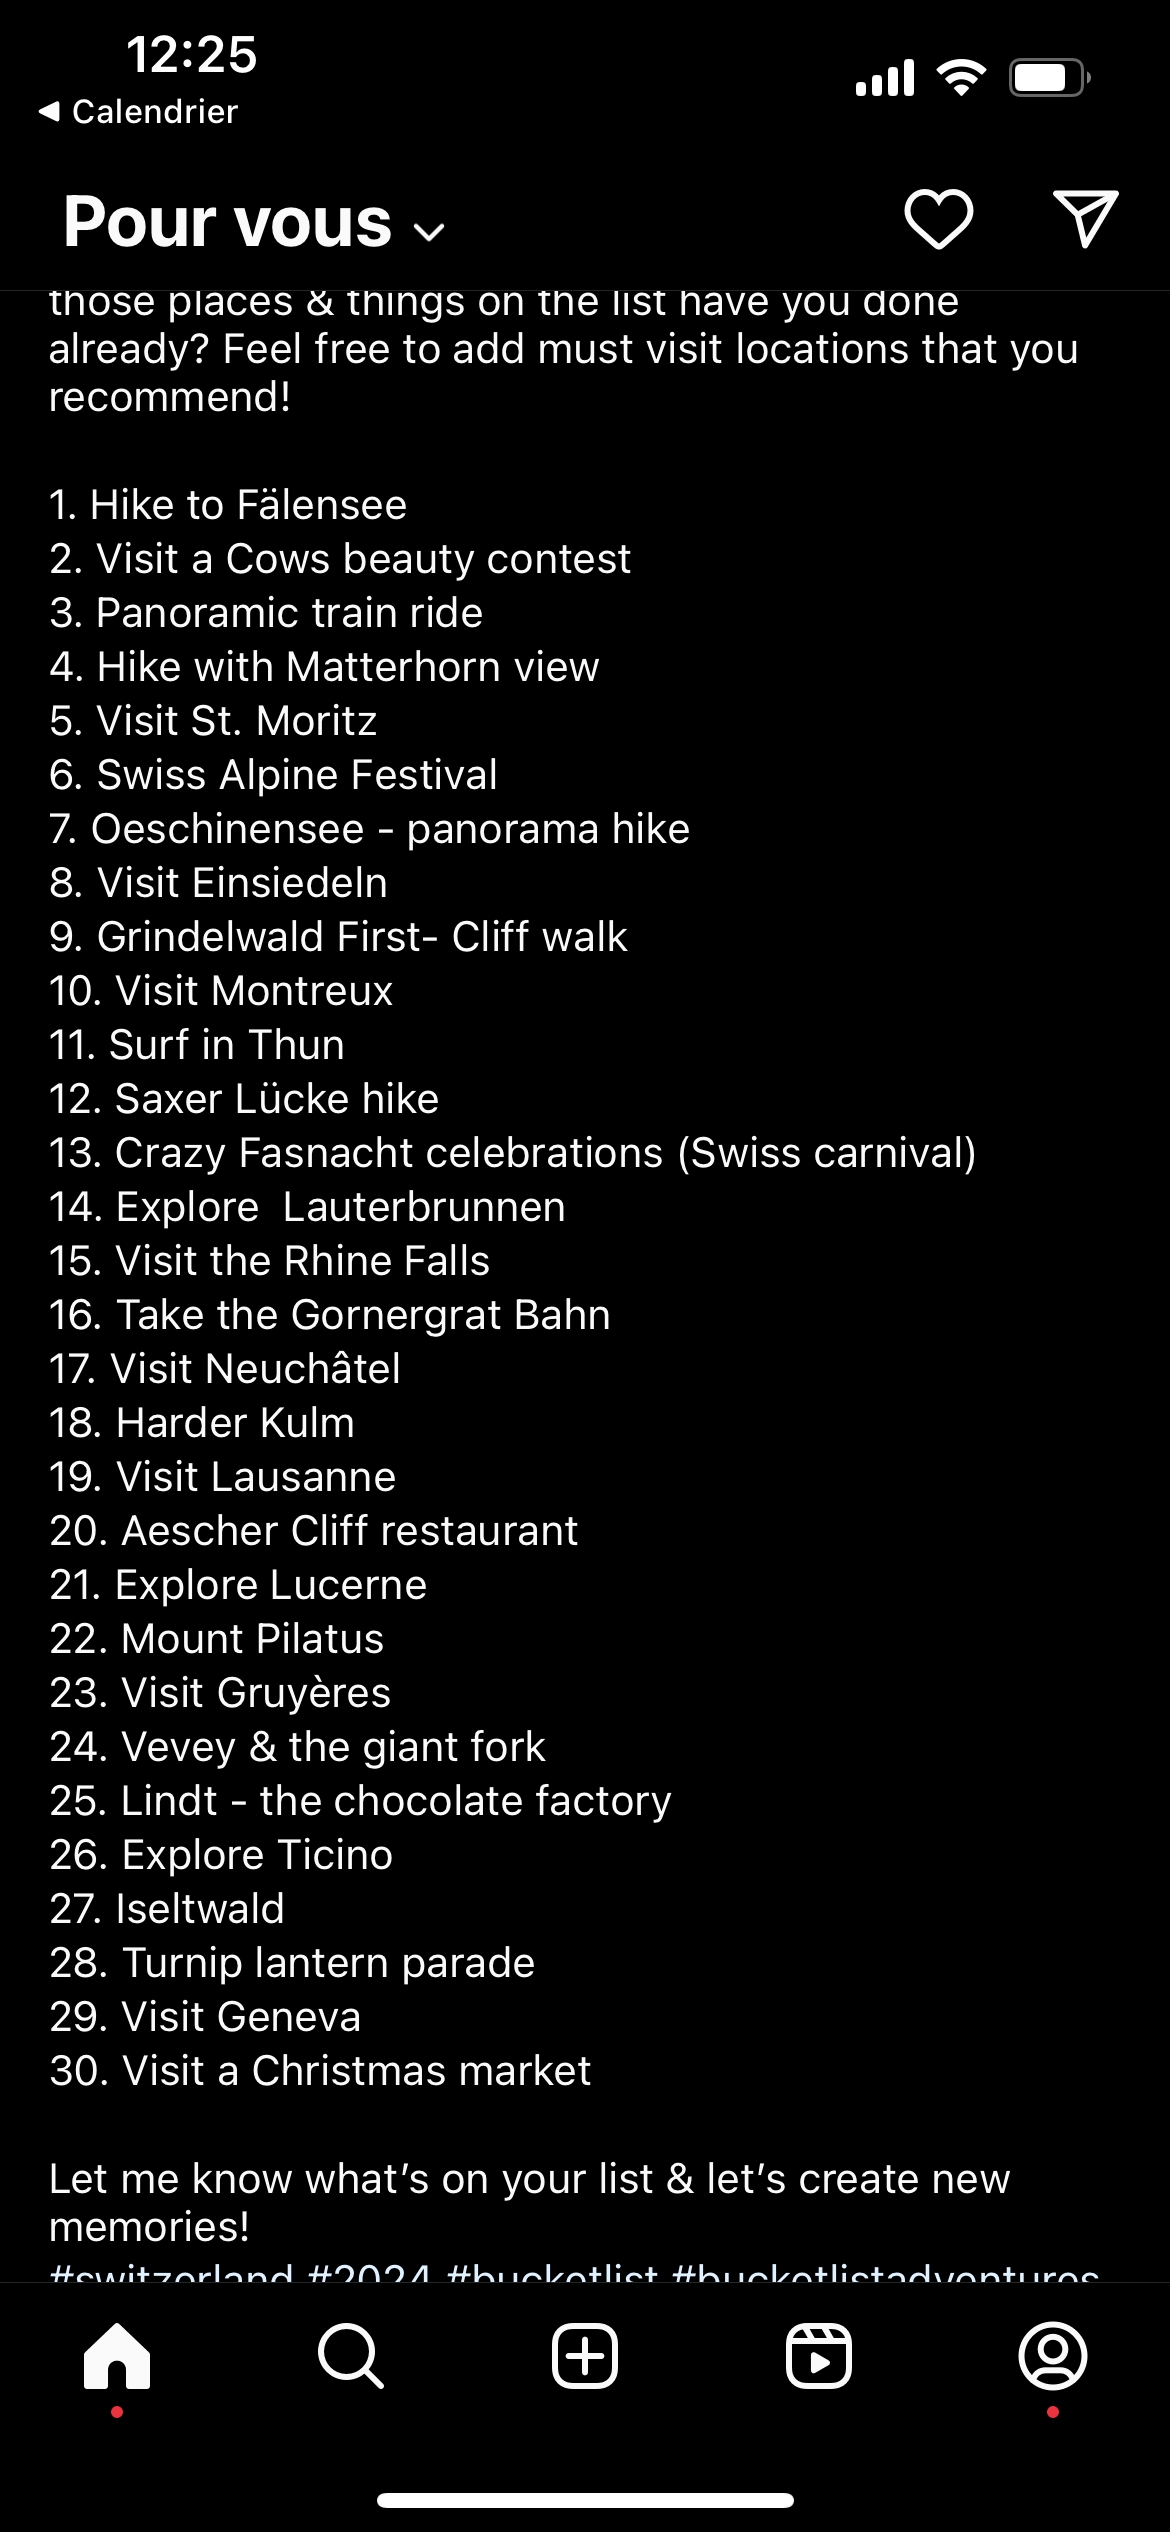 12:25
Calendrier
Pour vous
those places & things on the list have you done
already? Feel free to add must visit locations that you
recommend!
1. Hike to Fälensee
2. Visit a Cows beauty contest
3. Panoramic train ride
4. Hike with Matterhorn view
5. Visit St. Moritz
6. Swiss Alpine Festival
7. Oeschinensee - panorama hike
8. Visit Einsiedeln
9. Grindelwald First- Cliff walk
10. Visit Montreux
11. Surf in Thun
12. Saxer Lücke hike
13. Crazy Fasnacht celebrations (Swiss carnival)
14. Explore  Lauterbrunnen
15. Visit the Rhine Falls
16. Take the Gornergrat Bahn
17. Visit Neuchâtel
18. Harder Kulm
19. Visit Lausanne
20. Aescher Cliff restaurant
21. Explore Lucerne
22. Mount Pilatus
23. Visit Gruyères
24. Vevey & the giant fork
25. Lindt - the chocolate factory
26. Explore Ticino
27. Iseltwald
28. Turnip lantern parade
29. Visit Geneva
30. Visit a Christmas market
Let me know what’s on your list & let’s create new
memories!
#switzerland #2024 #bucketlist #bucketlistadventures